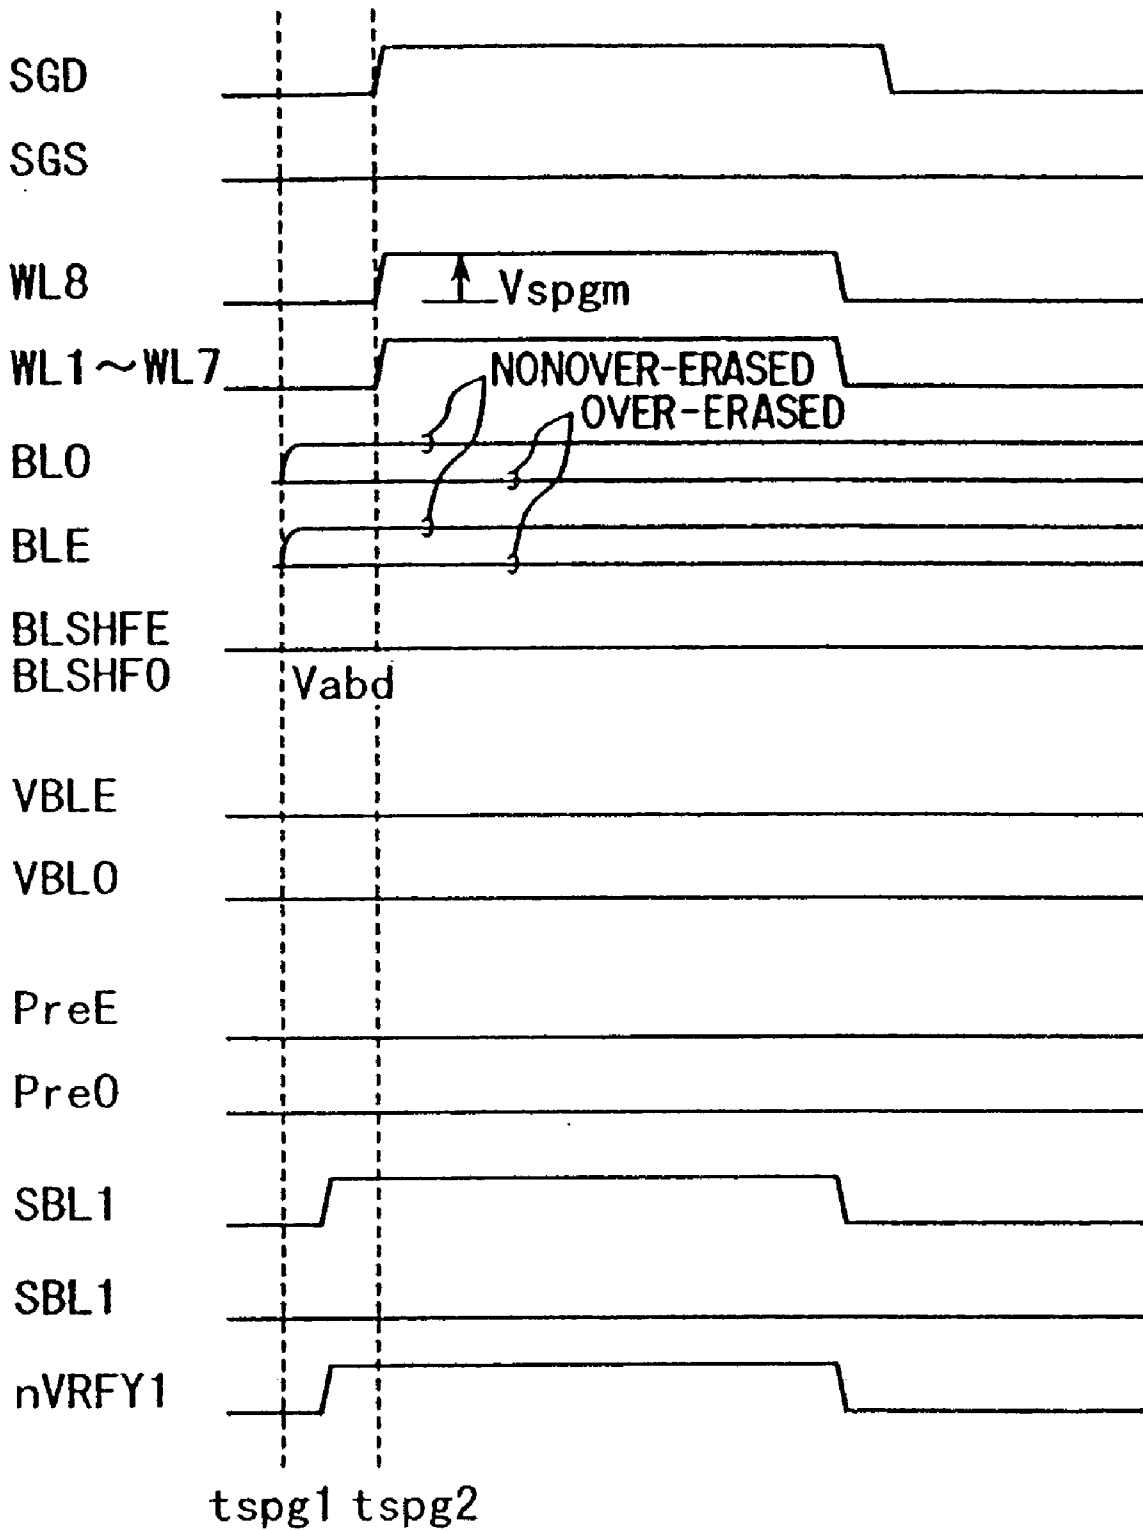 SGD
SGS
WL8
Vspgm
WL1～WL7
NONOVER-ERASED
OVER-ERASED
BLO
BLE
BLSHFE
BLSHFO
Vabd
VBLE
VBLO
PreE
PreO
SBL1
SBL1
nVRFY1
tspg1 tspg2